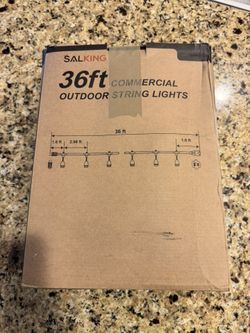 SALKING
36ft COMMERCIAL
OUTDOOR STRING LIGHTS
36 ft
1.6 ft 2.98 ft 1.6 ft